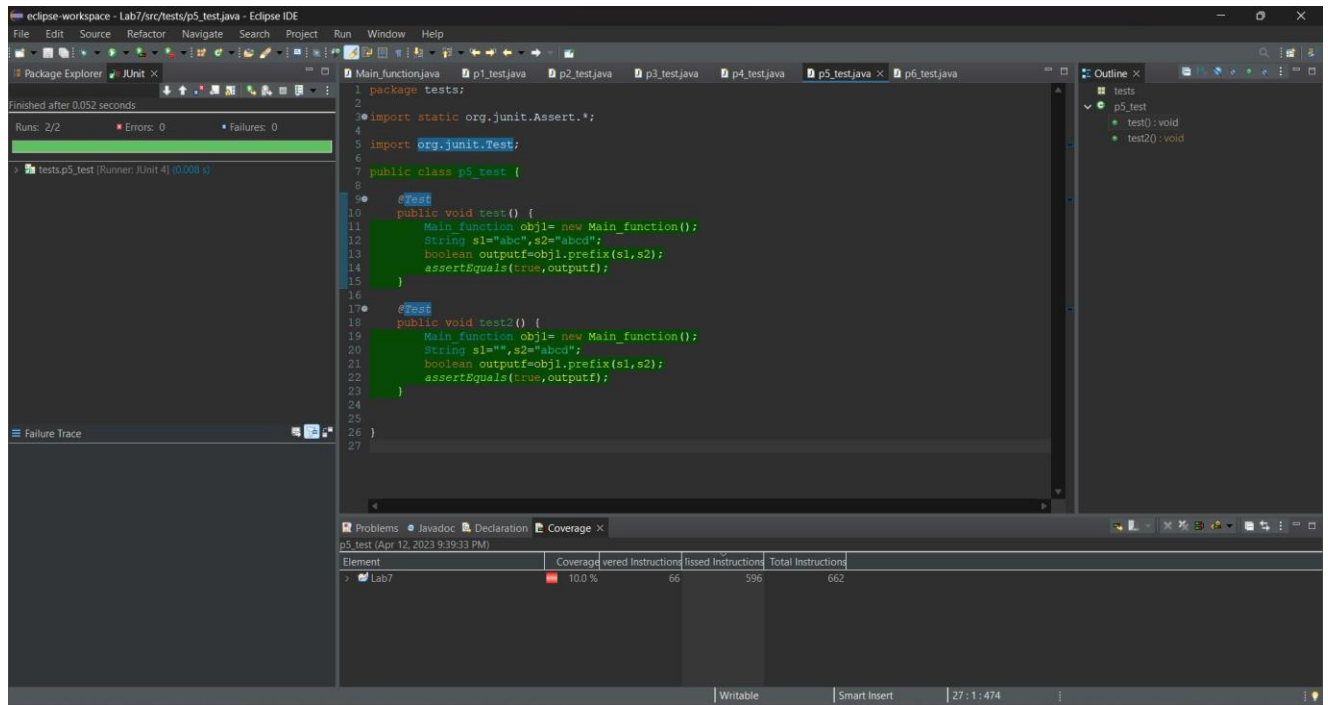 eclipse-workspace - Lab7/src/tests/p5_test.java - Eclipse IDE
File Edit Source Refactor Navigate Search Project Run Window Help
Package Explorer JUnit
Finished after 0.052 seconds
Runs: 2/2 Errors: 0 Failures: 0
tests.p5_test [Runner: JUnit 4] (0.008 s)
Failure Trace
Main_function.java p1_test.java p2_test.java p3_test.java p4_test.java p5_test.java p6_test.java
1 package tests;
2
3 import static org.junit.Assert.*;
4
5 import org.junit.Test;
6
7 public class p5_test {
8
9 @Test
10 public void test() {
11 Main_function obj1= new Main_function();
12 String s1="abc",s2="abcd";
13 boolean outputf=obj1.prefix(s1,s2);
14 assertEquals(true,outputf);
15 }
16
17 @Test
18 public void test2() {
19 Main_function obj1= new Main_function();
20 String s1="",s2="abcd";
21 boolean outputf=obj1.prefix(s1,s2);
22 assertEquals(true,outputf);
23 }
24
25
26 }
27
Outline
tests
p5_test
test() : void
test2() : void
Problems Javadoc Declaration Coverage
p5_test (Apr 12, 2023 9:39:33 PM)
Element Coverage vered Instructions lissed Instructions Total Instructions
Lab7 10.0 % 66 596 662
Writable Smart Insert 27 : 1 : 474